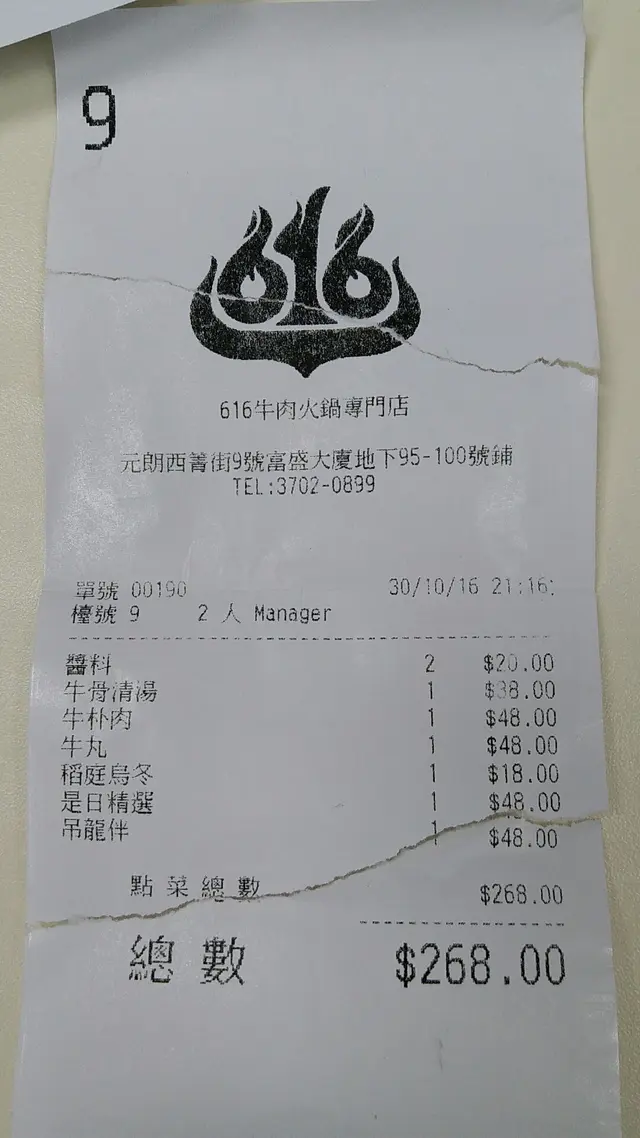 9
616
616牛肉火鍋專門店
元朗西菁街9號富盛大廈地下95-100號鋪
TEL:3702-0899
單號 00190 30/10/16 21:16:
檯號 9 2 人 Manager
醬料 2 $20.00
牛骨清湯 1 $38.00
牛朴肉 1 $48.00
牛丸 1 $48.00
稻庭烏冬 1 $18.00
是日精選 1 $48.00
吊龍伴 1 $48.00
點菜總數 $268.00
總數 $268.00